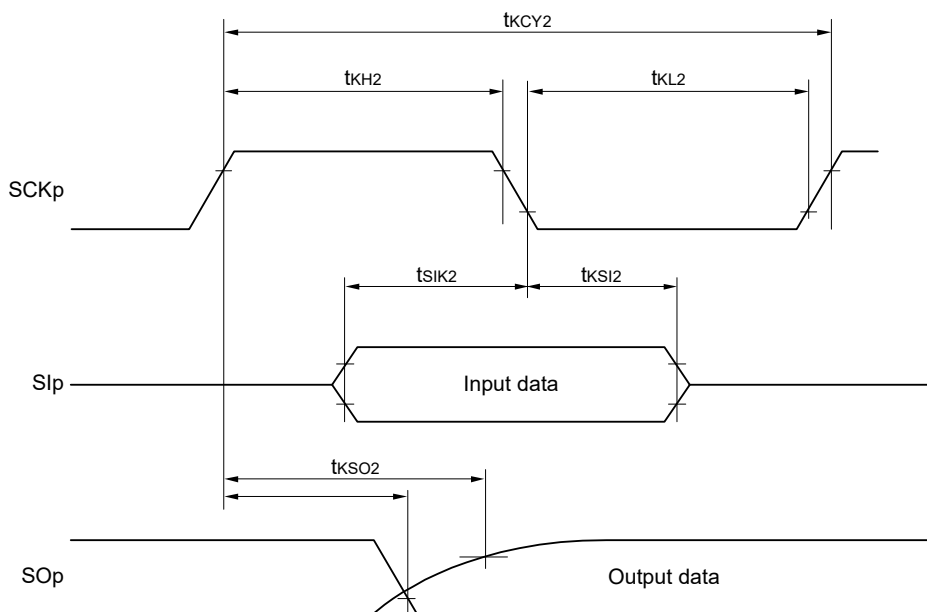 tKCY2
tKH2
tKL2
SCKp
tSIK2
tKSI2
SIp
Input data
tKSO2
SOp
Output data